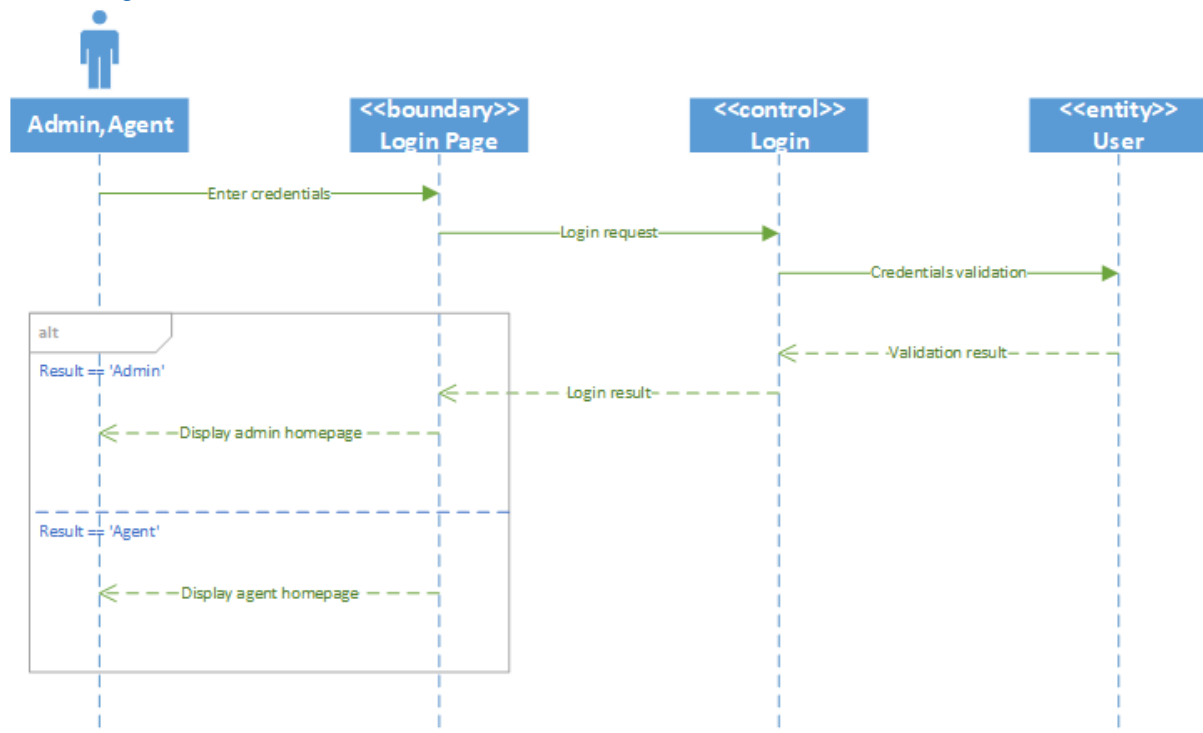 Admin,Agent
<<boundary>>
Login Page
<<control>>
Login
<<entity>>
User
Enter credentials
Login request
Credentials validation
alt
Validation result
Result == 'Admin'
Login result
Display admin homepage
Result == 'Agent'
Display agent homepage